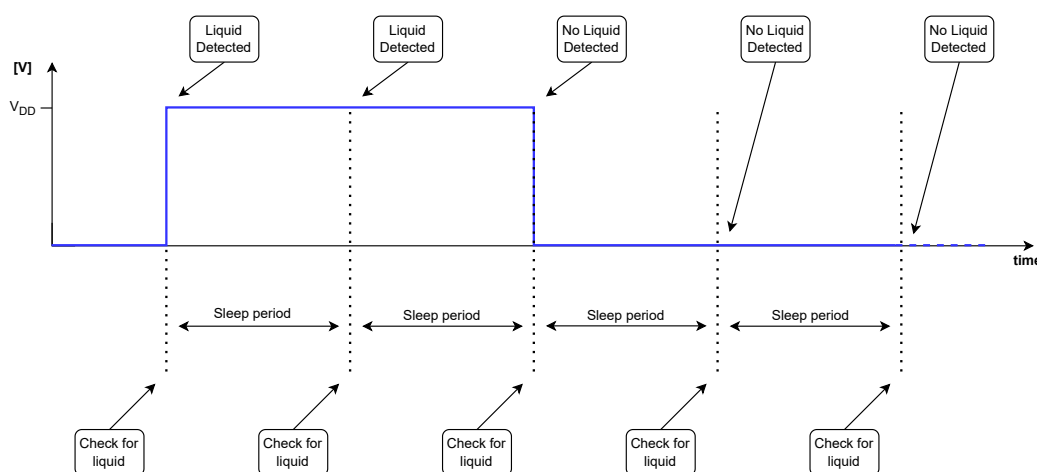 Liquid
Detected
Liquid
Detected
No Liquid
Detected
No Liquid
Detected
No Liquid
Detected
[V]
VDD
time
Sleep period
Sleep period
Sleep period
Sleep period
Check for
liquid
Check for
liquid
Check for
liquid
Check for
liquid
Check for
liquid